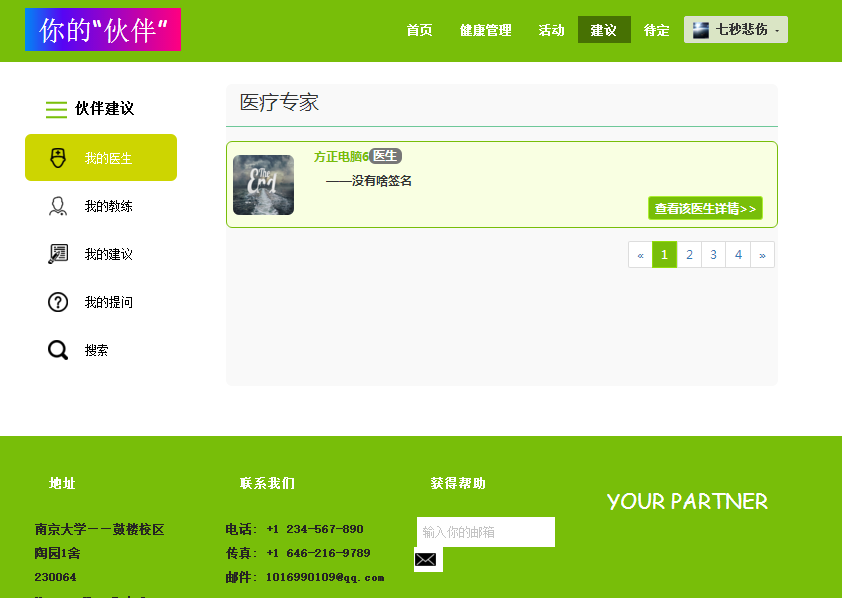 你的“伙伴”
首页 健康管理 活动 建议 待定 七秒悲伤
伙伴建议
我的医生
我的教练
我的建议
我的提问
搜索
医疗专家
The End
方正电脑6 医生
——没有啥签名
查看该医生详情>>
« 1 2 3 4 »
地址
南京大学——鼓楼校区
陶园1舍
230064
联系我们
电话: +1 234-567-890
传真: +1 646-216-9789
邮件: 1016990109@qq.com
获得帮助
输入你的邮箱
YOUR PARTNER